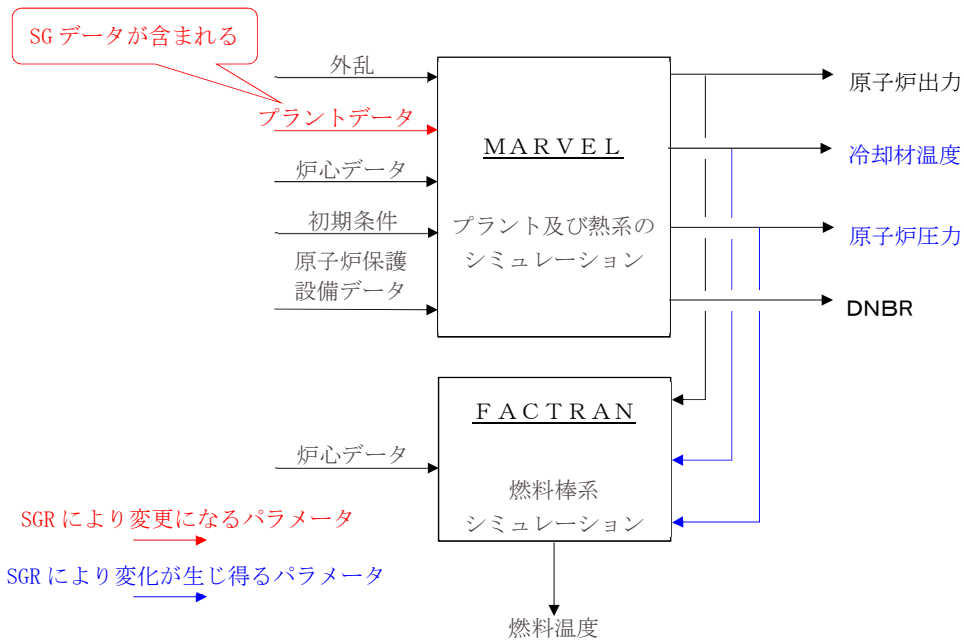 SG データが含まれる
外乱
プラントデータ
炉心データ
初期条件
原子炉保護
設備データ
ＭＡＲＶＥＬ
プラント及び熱系の
シミュレーション
原子炉出力
冷却材温度
原子炉圧力
DNBR
ＦＡＣＴＲＡＮ
炉心データ
燃料棒系
シミュレーション
SGR により変更になるパラメータ
SGR により変化が生じ得るパラメータ
燃料温度